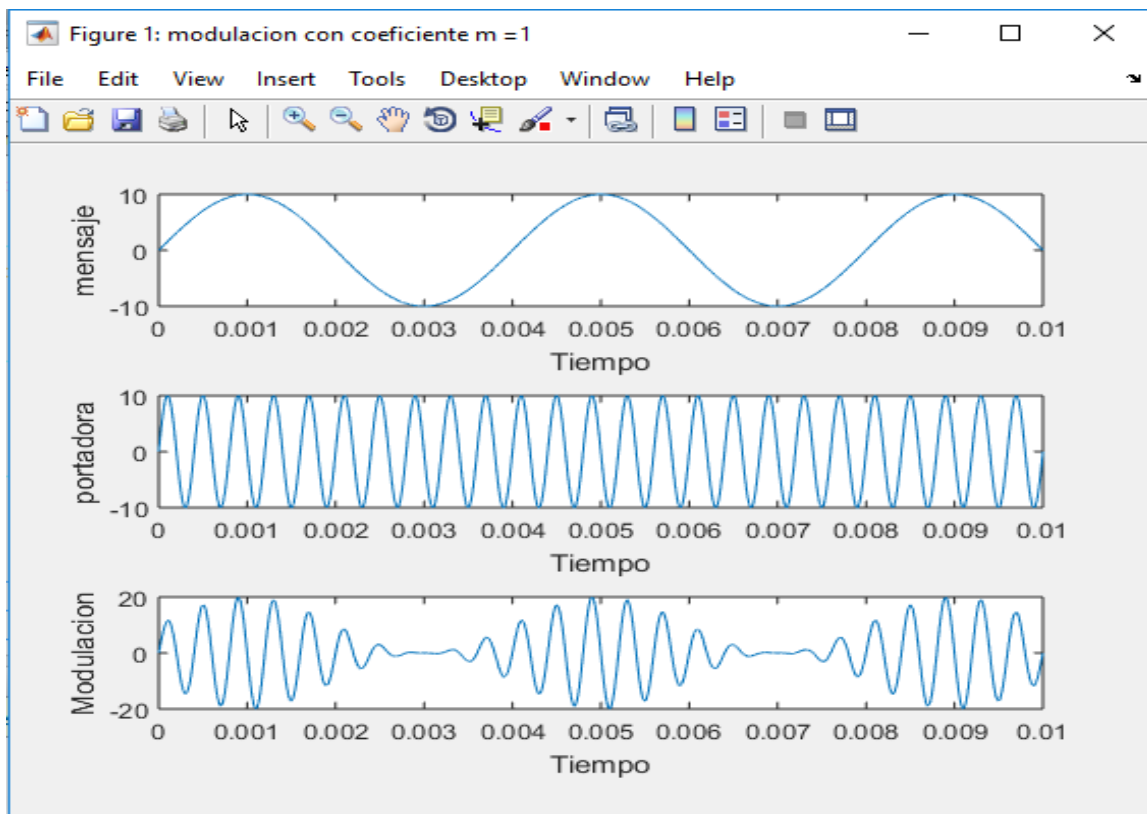 Figure 1: modulacion con coeficiente m =1
File Edit View Insert Tools Desktop Window Help
10
0
-10
mensaje
0 0.001 0.002 0.003 0.004 0.005 0.006 0.007 0.008 0.009 0.01
Tiempo
10
0
-10
portadora
0 0.001 0.002 0.003 0.004 0.005 0.006 0.007 0.008 0.009 0.01
Tiempo
20
0
-20
Modulacion
0 0.001 0.002 0.003 0.004 0.005 0.006 0.007 0.008 0.009 0.01
Tiempo